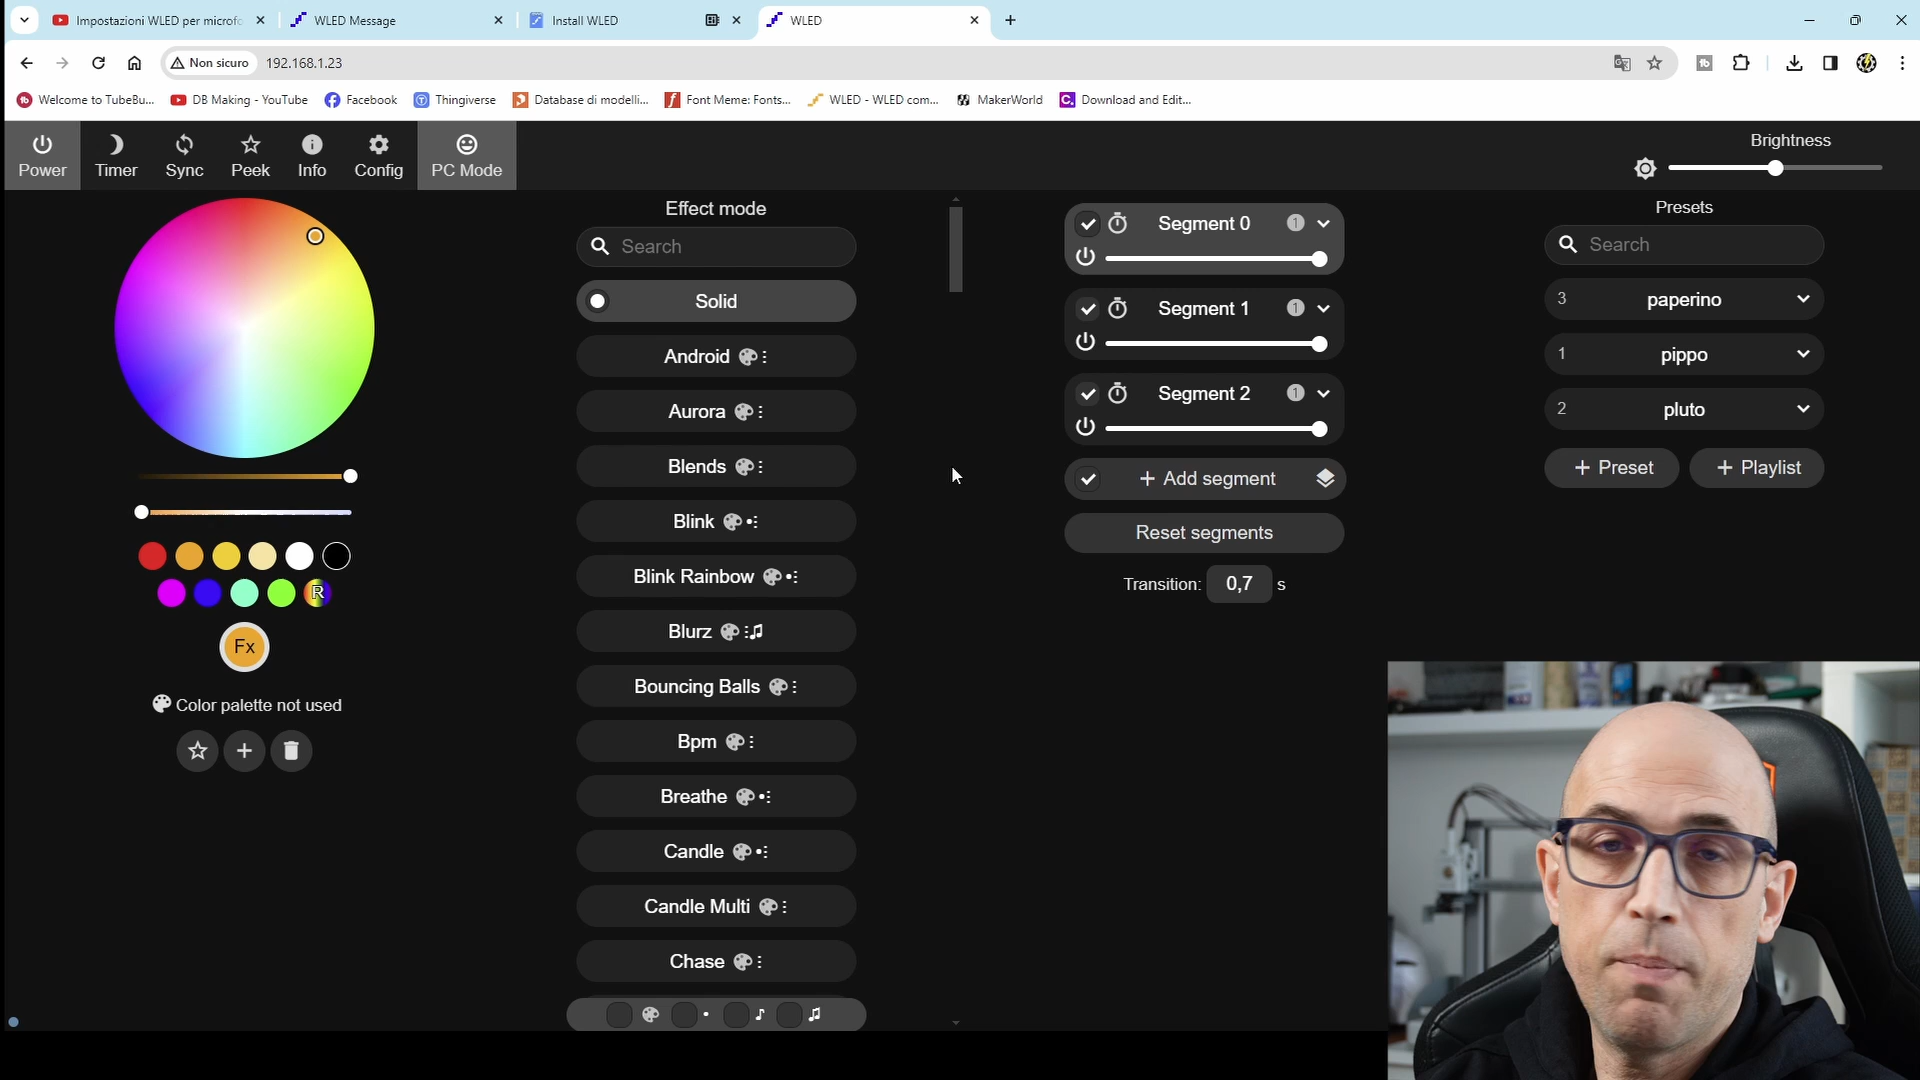 Impostazioni WLED per microfo
WLED Message
Install WLED
WLED
Non sicuro
192.168.1.23
Welcome to TubeBu...
DB Making - YouTube
Facebook
Thingiverse
Database di modelli...
Font Meme: Fonts...
WLED - WLED com...
MakerWorld
Download and Edit...
Power
Timer
Sync
Peek
Info
Config
PC Mode
Brightness
Fx
R
Color palette not used
Effect mode
Search
Solid
Android
Aurora
Blends
Blink
Blink Rainbow
Blurz
Bouncing Balls
Bpm
Breathe
Candle
Candle Multi
Chase
Segment 0 1
Segment 1 1
Segment 2 1
+ Add segment
Reset segments
Transition: 0,7 s
Presets
Search
3 paperino
1 pippo
2 pluto
+ Preset
+ Playlist